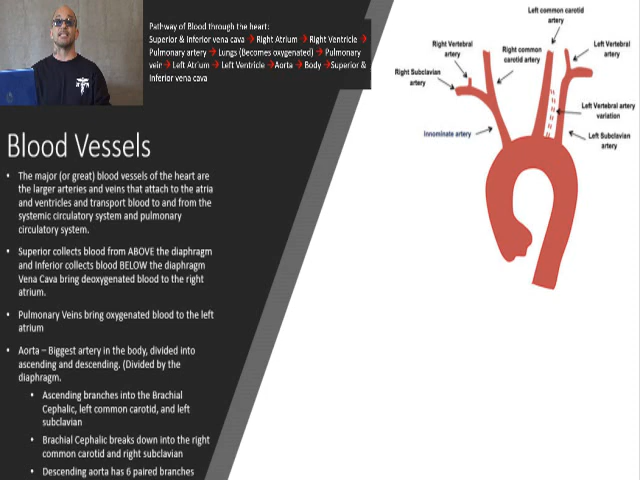 Pathway of Blood through the heart:
Superior & Inferior vena cava → Right Atrium → Right Ventricle →
Pulmonary artery → Lungs (Becomes oxygenated) → Pulmonary
vein → Left Atrium → Left Ventricle → Aorta → Body → Superior &
Inferior vena cava
Blood Vessels
• The major (or great) blood vessels of the heart are
the larger arteries and veins that attach to the atria
and ventricles and transport blood to and from the
systemic circulatory system and pulmonary
circulatory system.
• Superior collects blood from ABOVE the diaphragm
and Inferior collects blood BELOW the diaphragm
Vena Cava bring deoxygenated blood to the right
atrium.
• Pulmonary Veins bring oxygenated blood to the left
atrium
• Aorta – Biggest artery in the body, divided into
ascending and descending. (Divided by the
diaphragm.
• Ascending branches into the Brachial
Cephalic, left common carotid, and left
subclavian
• Brachial Cephalic breaks down into the right
common carotid and right subclavian
• Descending aorta has 6 paired branches
Left common carotid
artery
Right Vertebral
artery
Right common
carotid artery
Left Vertebral
artery
Right Subclavian
artery
Left Vertebral artery
variation
Innominate artery
Left Subclavian
artery